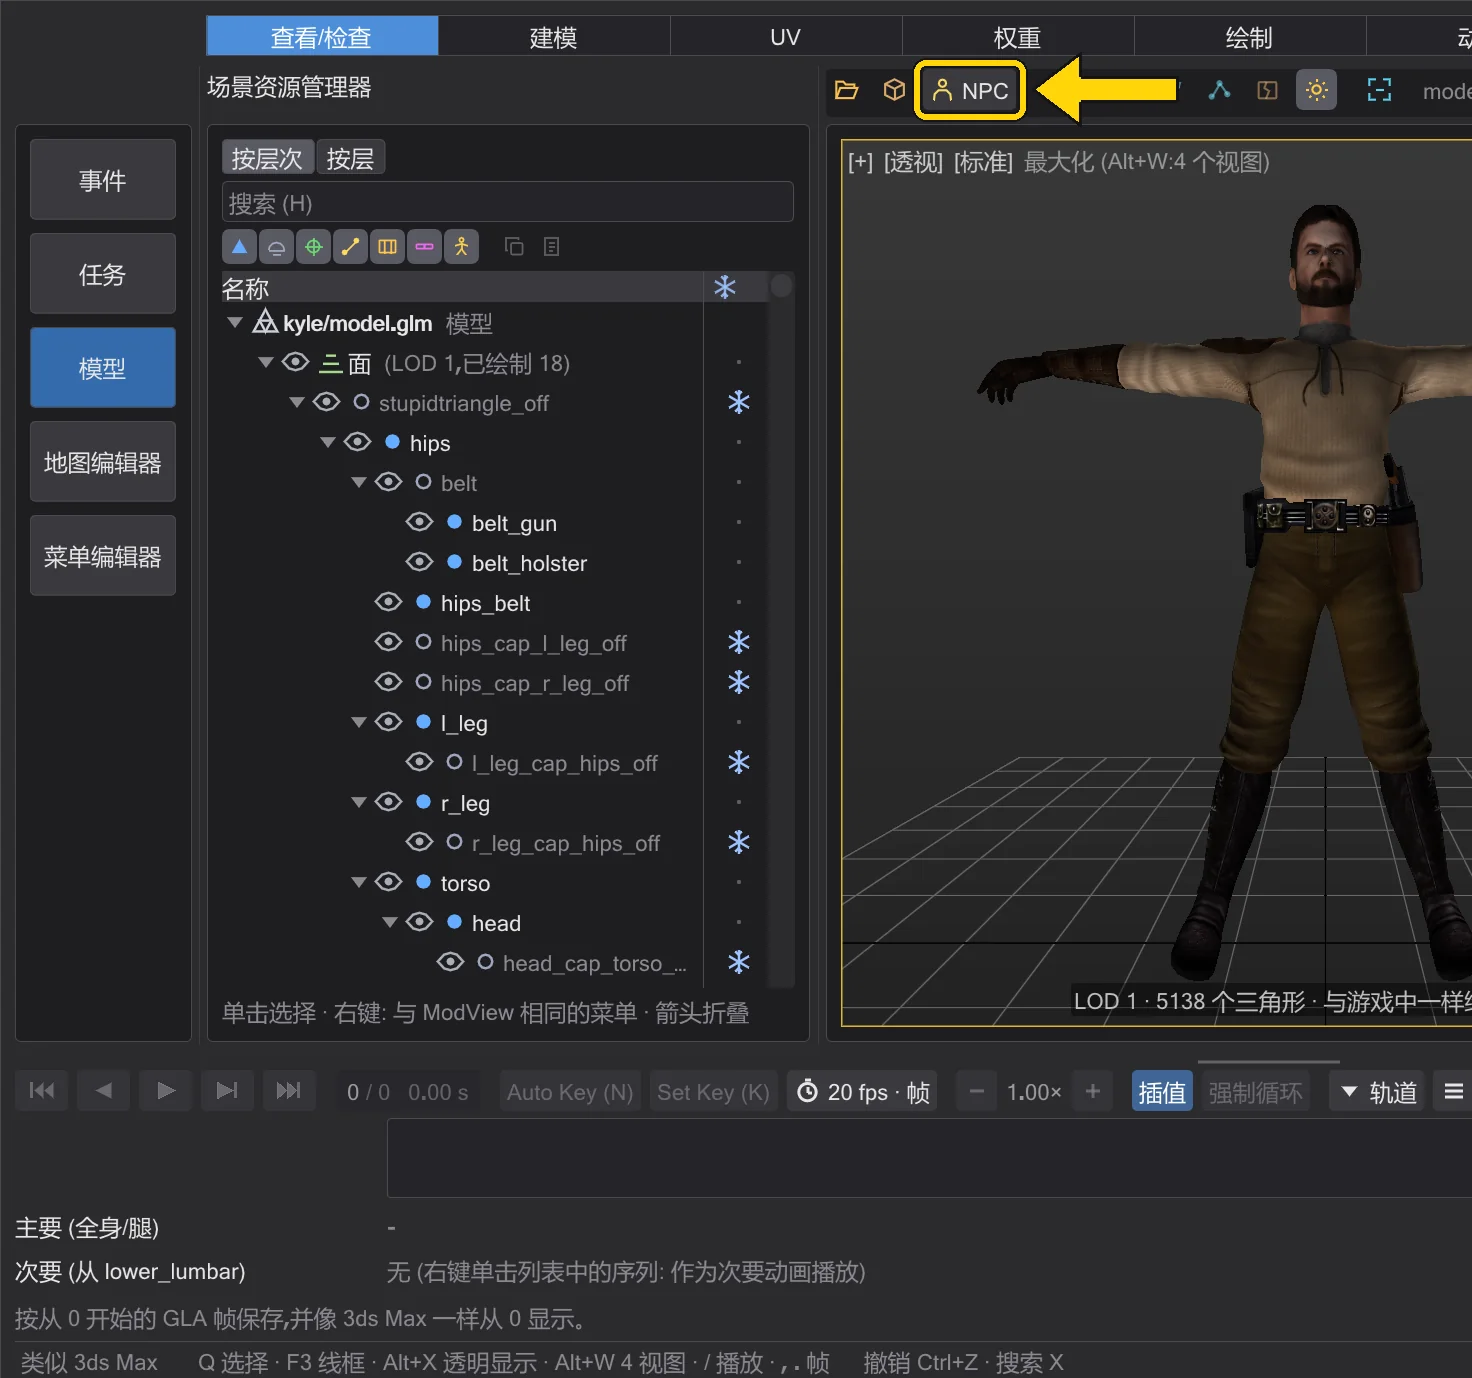 查看/检查
建模
UV
权重
绘制
场景资源管理器
NPC
事件
任务
模型
地图编辑器
菜单编辑器
按层次
按层
搜索 (H)
名称
kyle/model.glm 模型
面 (LOD 1,已绘制 18)
stupidtriangle_off
hips
belt
belt_gun
belt_holster
hips_belt
hips_cap_l_leg_off
hips_cap_r_leg_off
l_leg
l_leg_cap_hips_off
r_leg
r_leg_cap_hips_off
torso
head
head_cap_torso_...
单击选择 · 右键: 与 ModView 相同的菜单 · 箭头折叠
[+] [透视] [标准] 最大化 (Alt+W:4 个视图)
LOD 1 · 5138 个三角形 · 与游戏中一样
0 / 0 0.00 s
Auto Key (N)
Set Key (K)
20 fps · 帧
− 1.00× +
插值
强制循环
轨道
主要 (全身/腿) -
次要 (从 lower_lumbar) 无 (右键单击列表中的序列: 作为次要动画播放)
按从 0 开始的 GLA 帧保存,并像 3ds Max 一样从 0 显示。
类似 3ds Max Q 选择 · F3 线框 · Alt+X 透明显示 · Alt+W 4 视图 · / 播放 · , . 帧 撤销 Ctrl+Z · 搜索 X